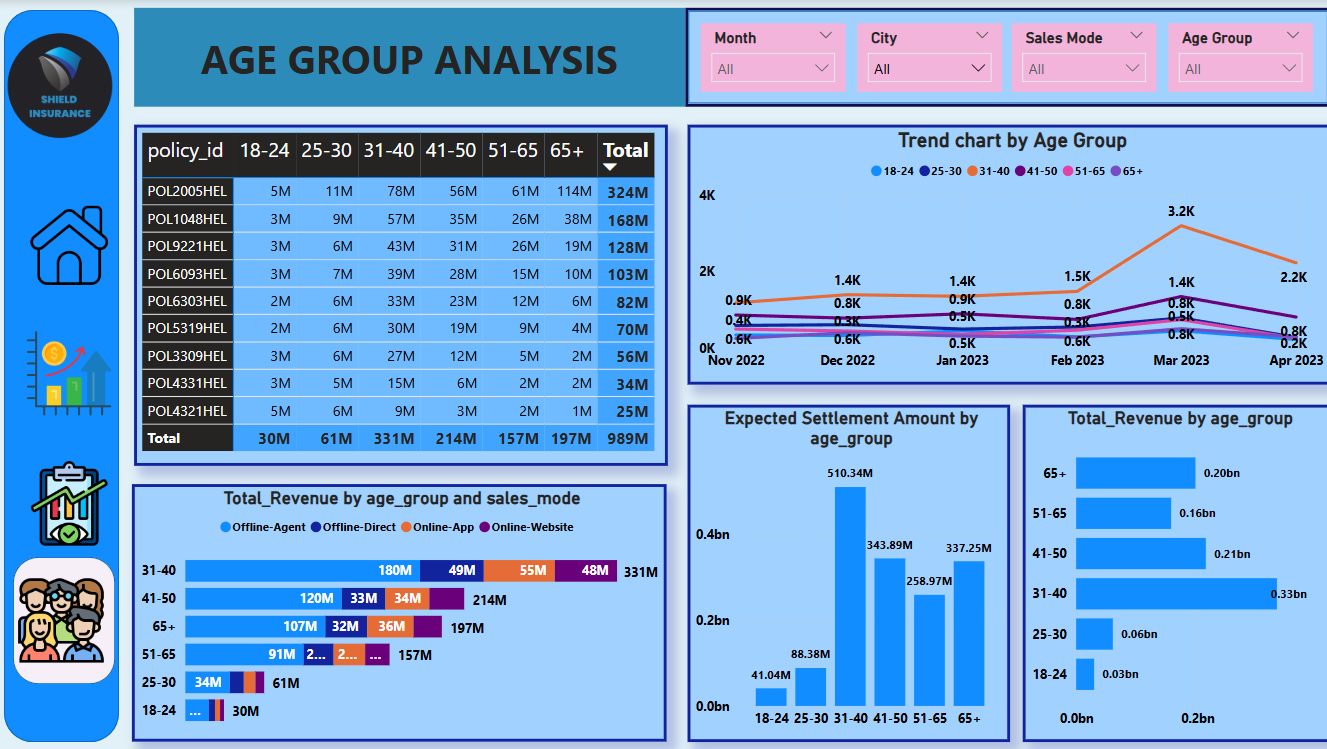 SHIELD
INSURANCE
AGE GROUP ANALYSIS
Month City Sales Mode Age Group
All All All All
policy_id 18-24 25-30 31-40 41-50 51-65 65+ Total
POL2005HEL 5M 11M 78M 56M 61M 114M 324M
POL1048HEL 3M 9M 57M 35M 26M 38M 168M
POL9221HEL 3M 6M 43M 31M 26M 19M 128M
POL6093HEL 3M 7M 39M 28M 15M 10M 103M
POL6303HEL 2M 6M 33M 23M 12M 6M 82M
POL5319HEL 2M 6M 30M 19M 9M 4M 70M
POL3309HEL 3M 6M 27M 12M 5M 2M 56M
POL4331HEL 3M 5M 15M 6M 2M 2M 34M
POL4321HEL 5M 6M 9M 3M 2M 1M 25M
Total 30M 61M 331M 214M 157M 197M 989M
Trend chart by Age Group
18-24 25-30 31-40 41-50 51-65 65+
4K
3.2K
2K
2.2K
1.4K 1.4K 1.5K 1.4K
0.9K 0.8K 0.9K 0.8K 0.8K 0.8K
0.4K 0.3K 0.5K 0.3K 0.5K
0.6K 0.6K 0.5K 0.6K 0.8K 0.2K
0K
Nov 2022 Dec 2022 Jan 2023 Feb 2023 Mar 2023 Apr 2023
Total_Revenue by age_group and sales_mode
Offline-Agent Offline-Direct Online-App Online-Website
31-40 180M 49M 55M 48M 331M
41-50 120M 33M 34M 214M
65+ 107M 32M 36M 197M
51-65 91M 2... 2... ... 157M
25-30 34M 61M
18-24 ... 30M
Expected Settlement Amount by
age_group
510.34M
0.4bn
343.89M 337.25M
258.97M
0.2bn
88.38M
41.04M
0.0bn
18-24 25-30 31-40 41-50 51-65 65+
Total_Revenue by age_group
65+ 0.20bn
51-65 0.16bn
41-50 0.21bn
31-40 0.33bn
25-30 0.06bn
18-24 0.03bn
0.0bn 0.2bn